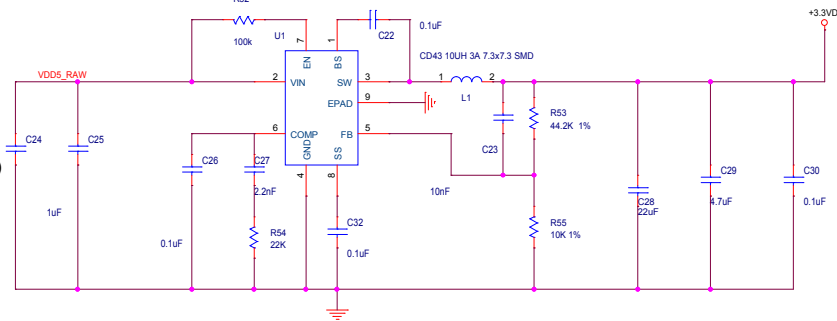 +3.3VD
0.1uF
100k
U1
7
1
C22
CD43 10UH 3A 7.3x7.3 SMD
EN
BS
VDD5_RAW
2
VIN
SW
3
1
2
L1
EPAD
9
R53
44.2K 1%
6
COMP
FB
5
GND
SS
C24
C25
C23
C26
C27
2.2nF
4
8
10nF
C29
4.7uF
C30
0.1uF
C28
22uF
1uF
C32
R55
10K 1%
R54
22K
0.1uF
0.1uF